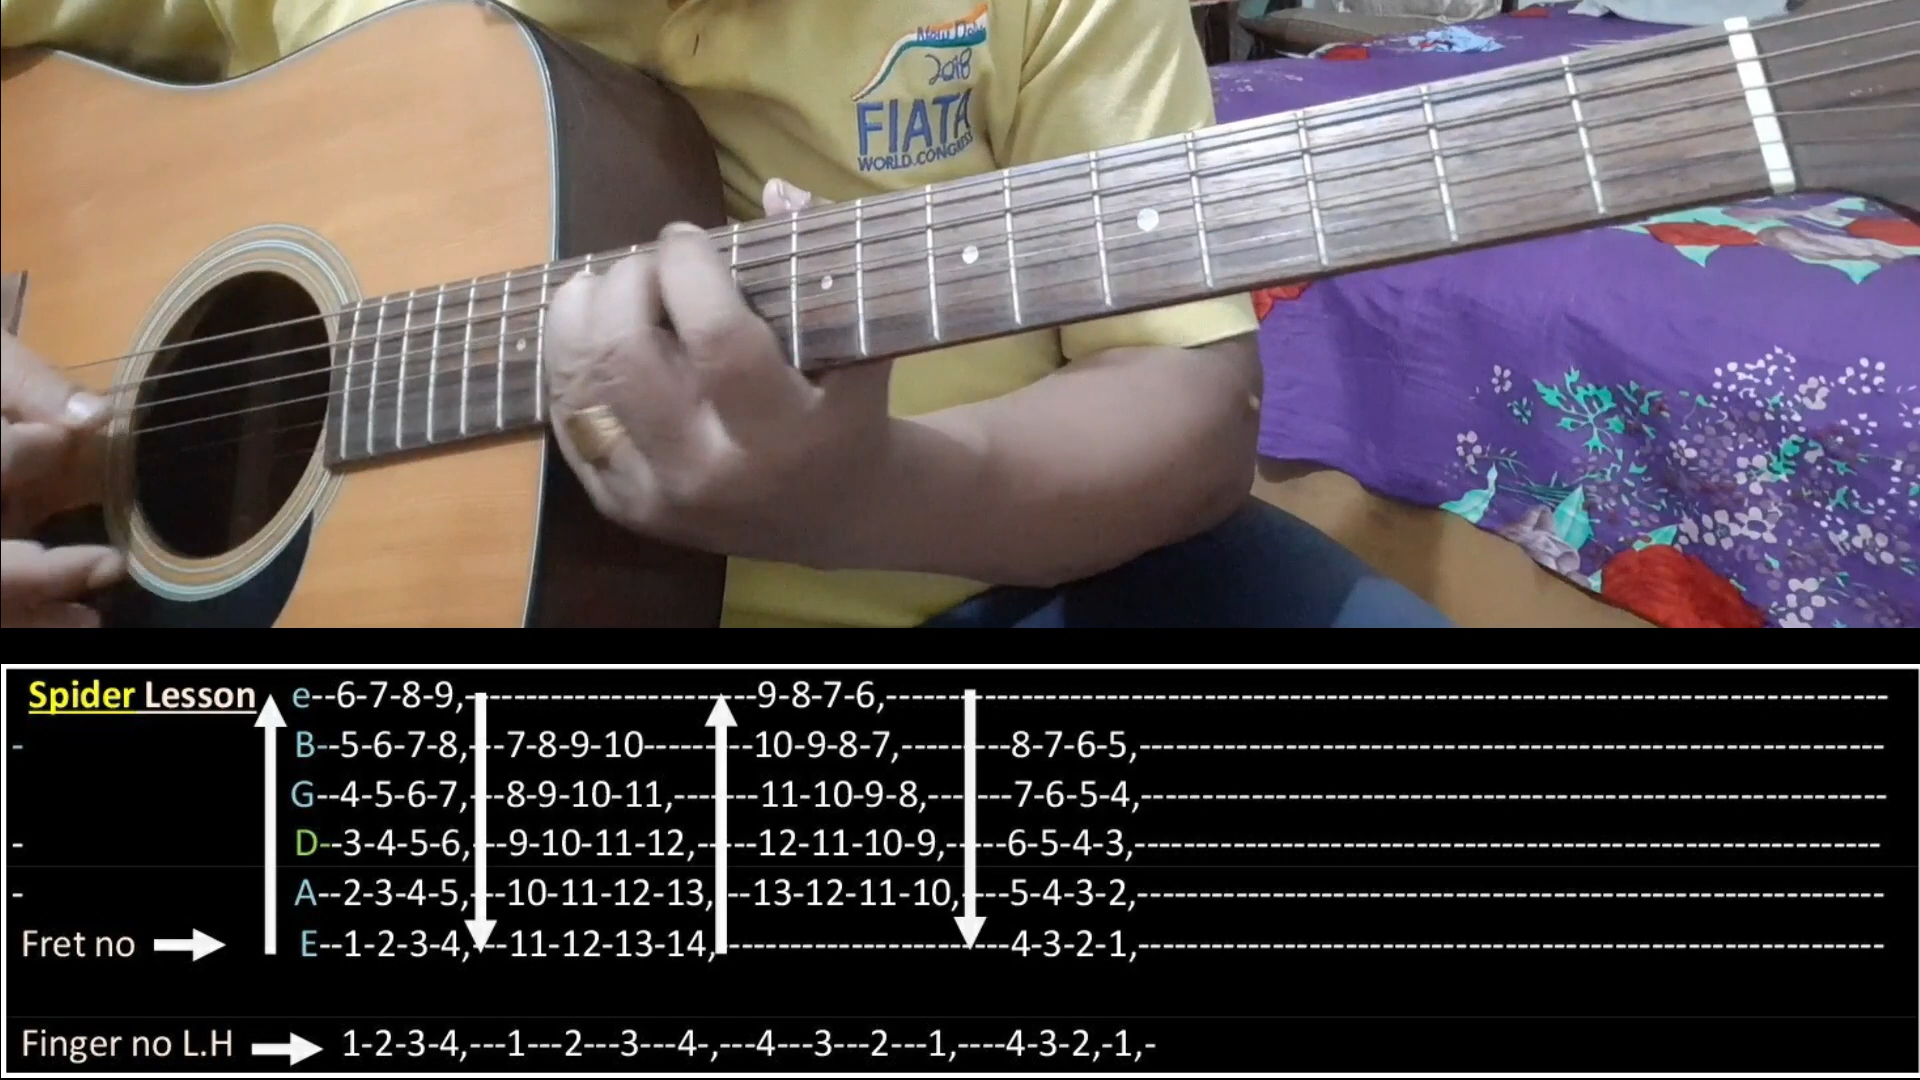 New Delhi
2018
FIATA
WORLD CONGRESS
Spider Lesson e--6-7-8-9,-----------------------9-8-7-6,----------------------------------------------------------------
- B--5-6-7-8,---7-8-9-10---------10-9-8-7,---------8-7-6-5,--------------------------------------------------
G--4-5-6-7,---8-9-10-11,-------11-10-9-8,-------7-6-5-4,--------------------------------------------------
- D--3-4-5-6,---9-10-11-12,-----12-11-10-9,-----6-5-4-3,--------------------------------------------------
- A--2-3-4-5,---10-11-12-13,---13-12-11-10,----5-4-3-2,--------------------------------------------------
Fret no E--1-2-3-4,---11-12-13-14,-----------------------4-3-2-1,--------------------------------------------------
Finger no L.H 1-2-3-4,---1---2---3---4-,---4---3---2---1,----4-3-2,-1,-